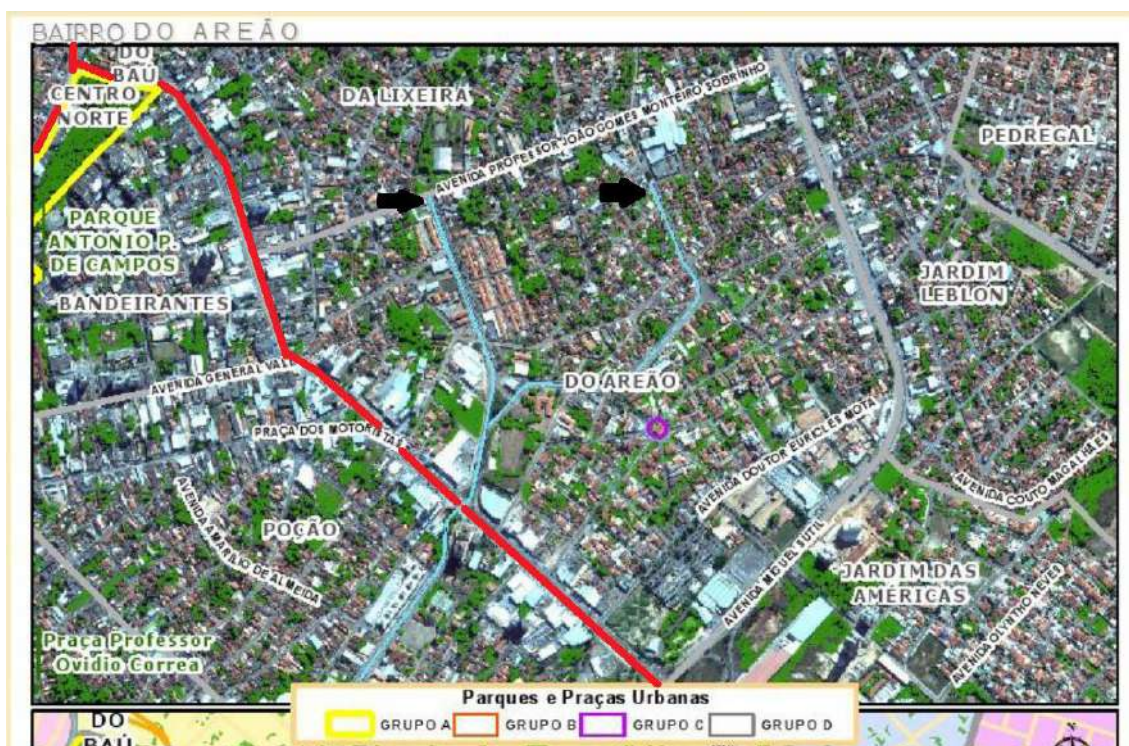 BAIRRO DO AREÃO
DO
BAÚ
CENTRO
NORTE
DA LIXEIRA
AVENIDA PROFESSOR JOÃO GOMES MONTEIRO SOBRINHO
PEDREGAL
PARQUE
ANTONIO P.
DE CAMPOS
BANDEIRANTES
JARDIM
LEBLON
AVENIDA GENERAL VALE
DO AREÃO
PRAÇA DOS MOTORISTAS
AVENIDA DOUTOR EURICLES MOTA
AVENIDA COUTO MAGALHÃES
POÇÃO
AVENIDA AMARILIO DE ALMEIDA
AVENIDA MIGUEL SUTIL
JARDIM DAS
AMÉRICAS
AVENIDA OLYNTHO NEVES
Praça Professor
Ovidio Correa
Parques e Praças Urbanas
GRUPO A GRUPO B GRUPO C GRUPO D
DO
BAÚ
N